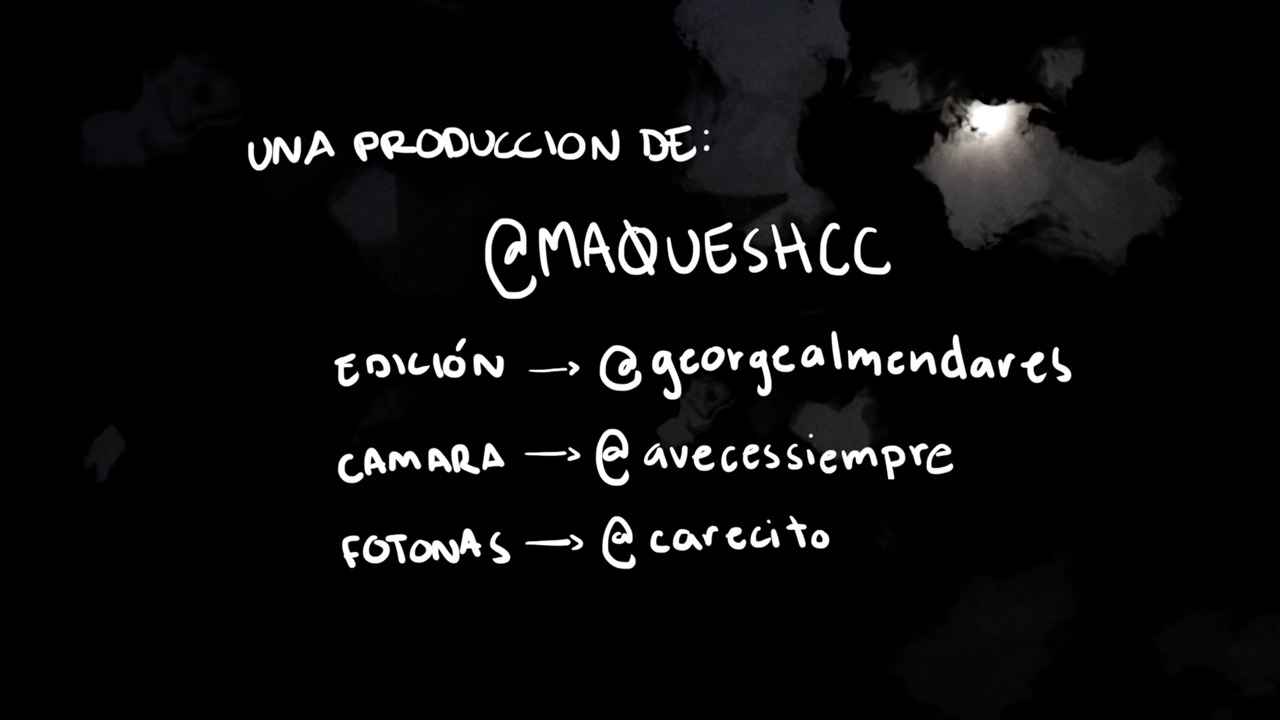 UNA PRODUCCION DE:
@MAQUESHCC
EDICIÓN → @georgealmendares
CAMARA → @avecessiempre
FOTONAS → @carecito